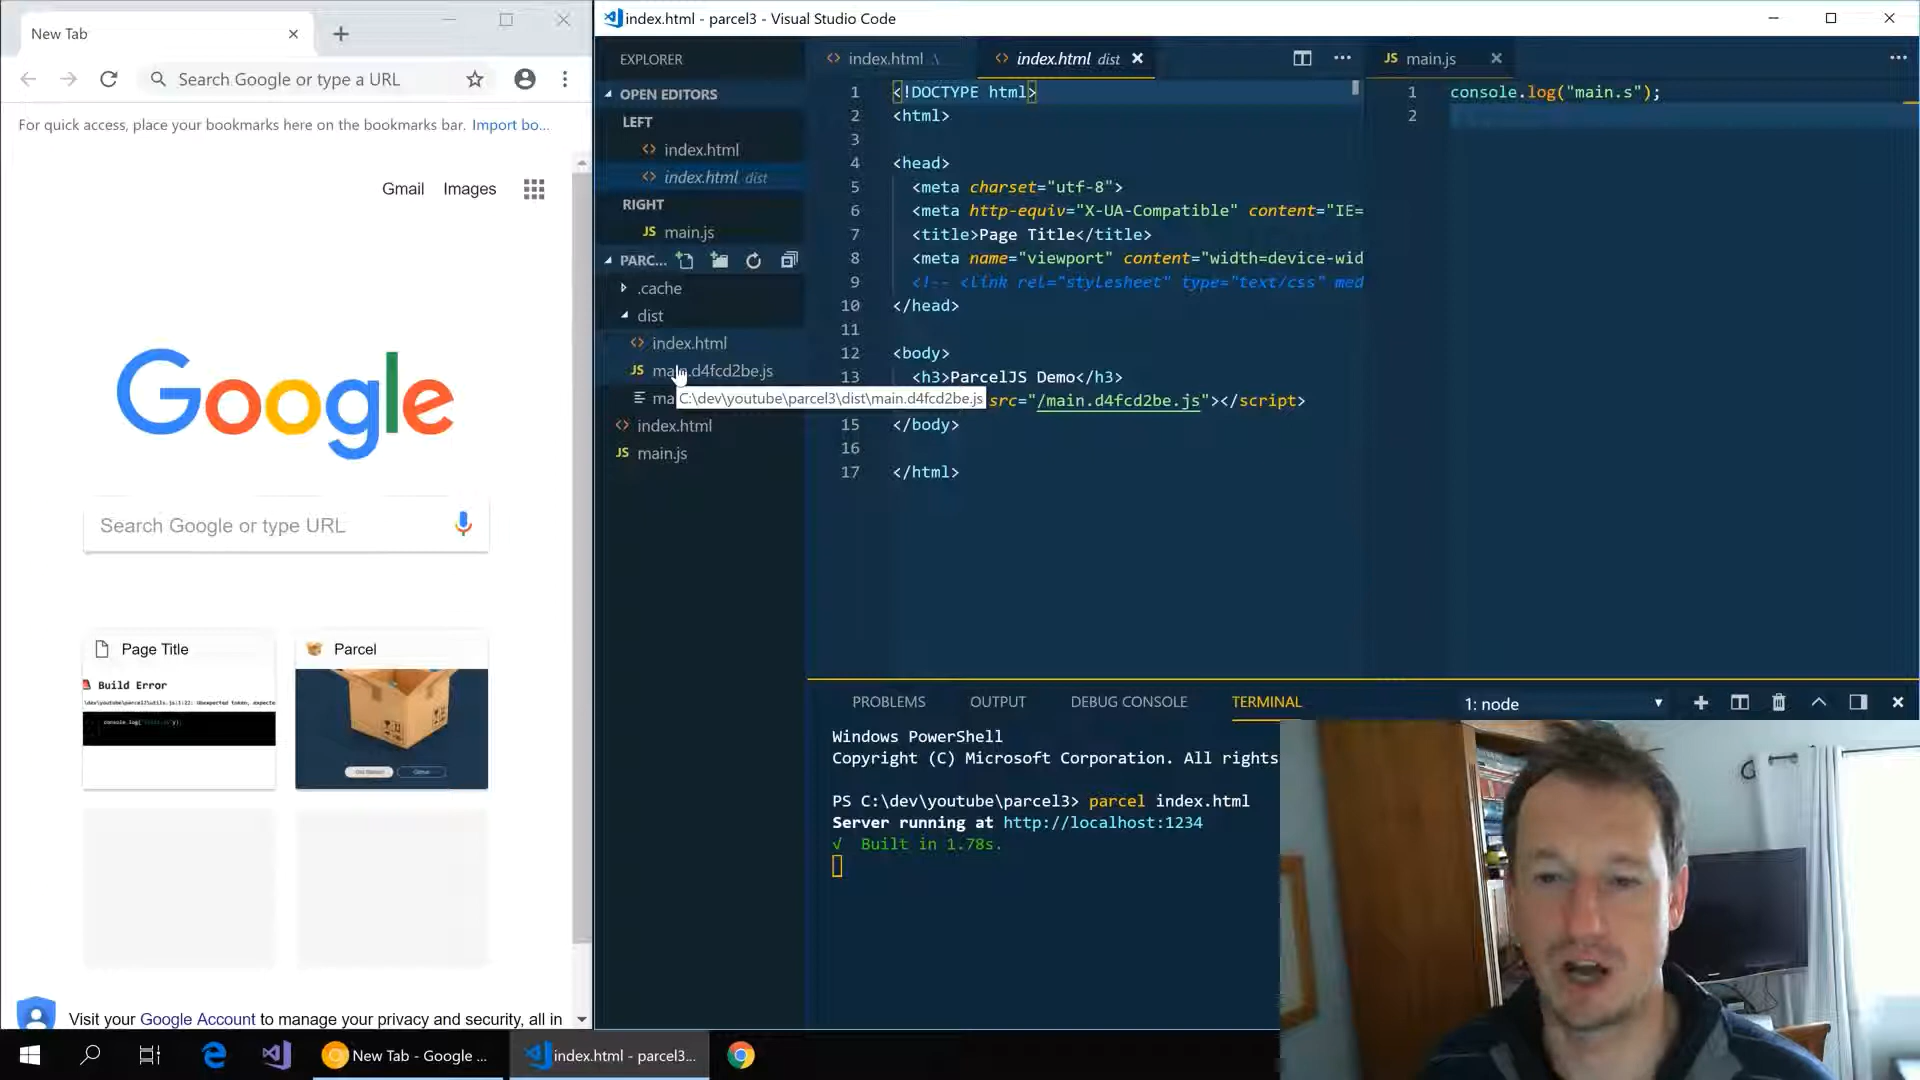 New Tab
Search Google or type a URL
For quick access, place your bookmarks here on the bookmarks bar. Import bo...
Gmail Images
Google
Search Google or type URL
Page Title
Build Error
console.log(
Parcel
Visit your Google Account to manage your privacy and security, all in
index.html - parcel3 - Visual Studio Code
EXPLORER
OPEN EDITORS
LEFT
index.html
index.html dist
RIGHT
JS main.js
PARC...
.cache
dist
index.html
JS main.d4fcd2be.js
ma
C:\dev\youtube\parcel3\dist\main.d4fcd2be.js
index.html
JS main.js
index.html .\
index.html dist
1 <!DOCTYPE html>
2 <html>
3
4 <head>
5 <meta charset="utf-8">
6 <meta http-equiv="X-UA-Compatible" content="IE=
7 <title>Page Title</title>
8 <meta name="viewport" content="width=device-wid
9 <!-- <link rel="stylesheet" type="text/css" med
10 </head>
11
12 <body>
13 <h3>ParcelJS Demo</h3>
src="/main.d4fcd2be.js"></script>
15 </body>
16
17 </html>
JS main.js
1 console.log("main.s");
2
PROBLEMS OUTPUT DEBUG CONSOLE TERMINAL
1: node
Windows PowerShell
Copyright (C) Microsoft Corporation. All rights
PS C:\dev\youtube\parcel3> parcel index.html
Server running at http://localhost:1234
√ Built in 1.78s.
New Tab - Google ...
index.html - parcel3...